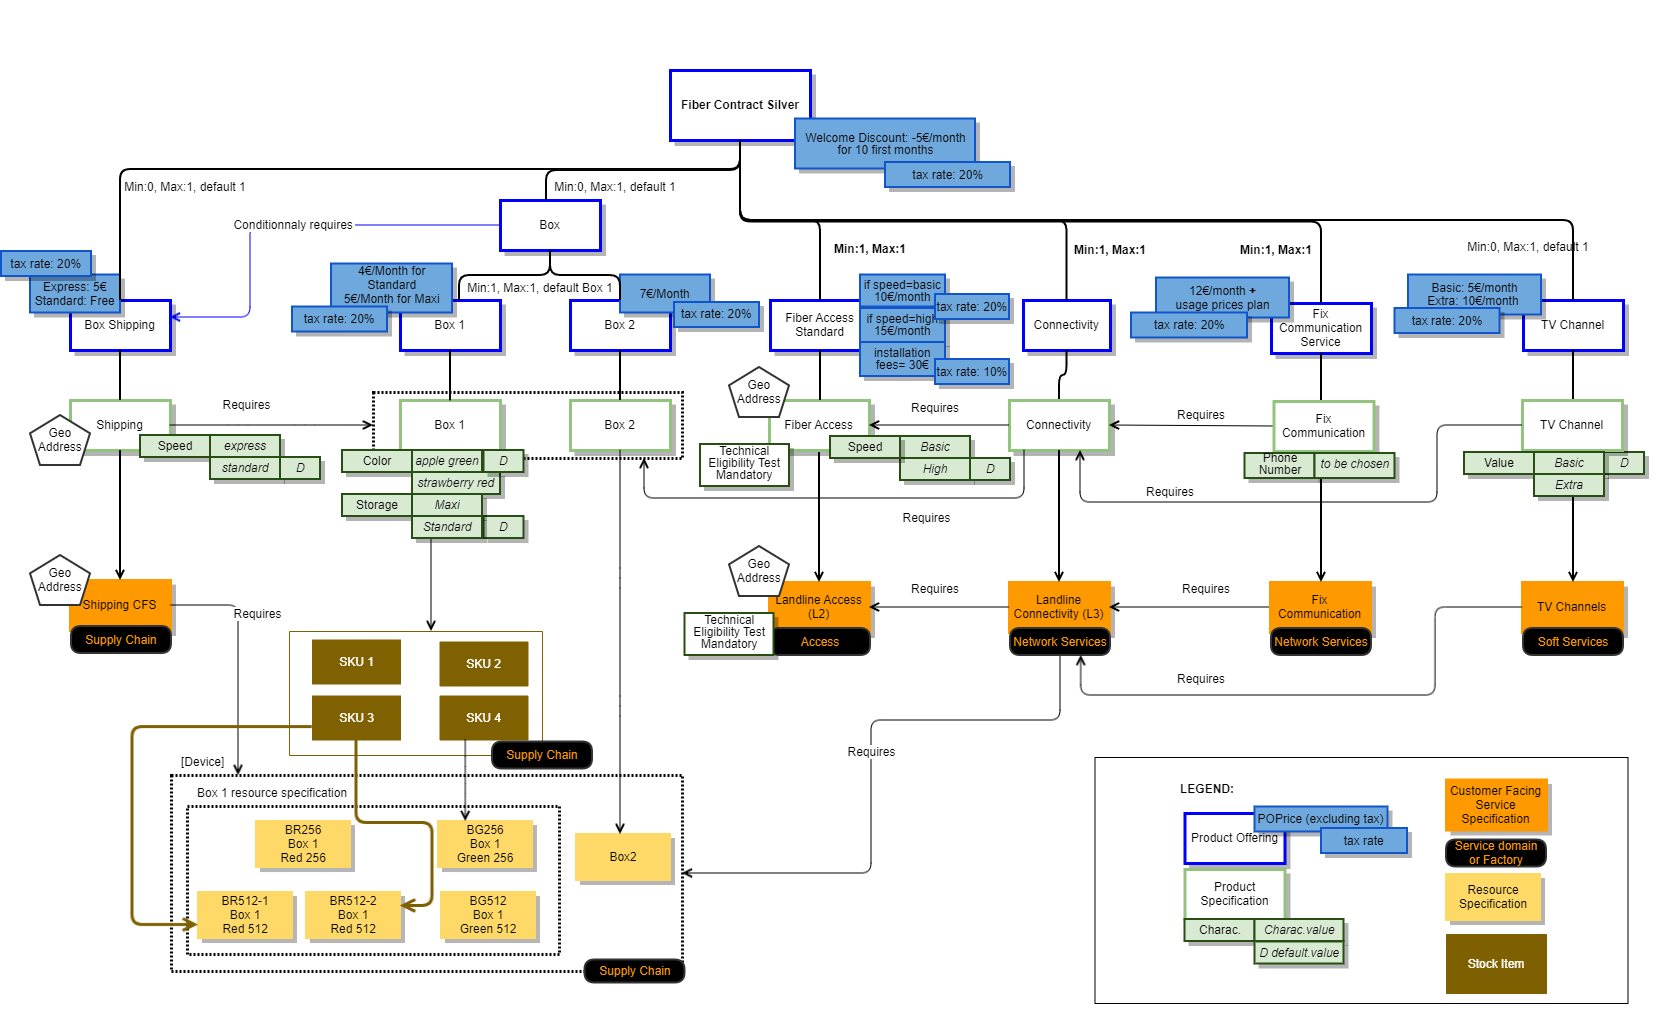 Fiber Contract Silver
Welcome Discount: -5€/month
for 10 first months
tax rate: 20%
Min:0, Max:1, default 1
Min:0, Max:1, default 1
Conditionnaly requires
Box
Min:1, Max:1
Min:1, Max:1
Min:1, Max:1
Min:0, Max:1, default 1
tax rate: 20%
Express: 5€
Standard: Free
Box Shipping
4€/Month for
Standard
5€/Month for Maxi
tax rate: 20%
Box 1
Min:1, Max:1, default Box 1
7€/Month
tax rate: 20%
Box 2
Fiber Access
Standard
if speed=basic
10€/month
tax rate: 20%
if speed=high
15€/month
installation
fees= 30€
tax rate: 10%
Connectivity
12€/month +
usage prices plan
tax rate: 20%
Fix
Communication
Service
Basic: 5€/month
Extra: 10€/month
tax rate: 20%
TV Channel
Geo
Address
Shipping
Requires
Speed
express
standard
D
Box 1
Box 2
Color
apple green
D
strawberry red
Storage
Maxi
Standard
D
Geo
Address
Fiber Access
Technical
Eligibility Test
Mandatory
Speed
Basic
High
D
Requires
Connectivity
Requires
Fix
Communication
Phone
Number
to be chosen
TV Channel
Value
Basic
D
Extra
Requires
Requires
Geo
Address
Shipping CFS
Supply Chain
Requires
Geo
Address
Landline Access
(L2)
Access
Technical
Eligibility Test
Mandatory
Requires
Landline
Connectivity (L3)
Network Services
Requires
Fix
Communication
Network Services
TV Channels
Soft Services
Requires
SKU 1
SKU 2
SKU 3
SKU 4
Supply Chain
Requires
[Device]
Box 1 resource specification
BR256
Box 1
Red 256
BG256
Box 1
Green 256
Box2
BR512-1
Box 1
Red 512
BR512-2
Box 1
Red 512
BG512
Box 1
Green 512
Supply Chain
LEGEND:
POPrice (excluding tax)
Product Offering
tax rate
Product
Specification
Charac.
Charac.value
D default.value
Customer Facing
Service
Specification
Service domain
or Factory
Resource
Specification
Stock Item